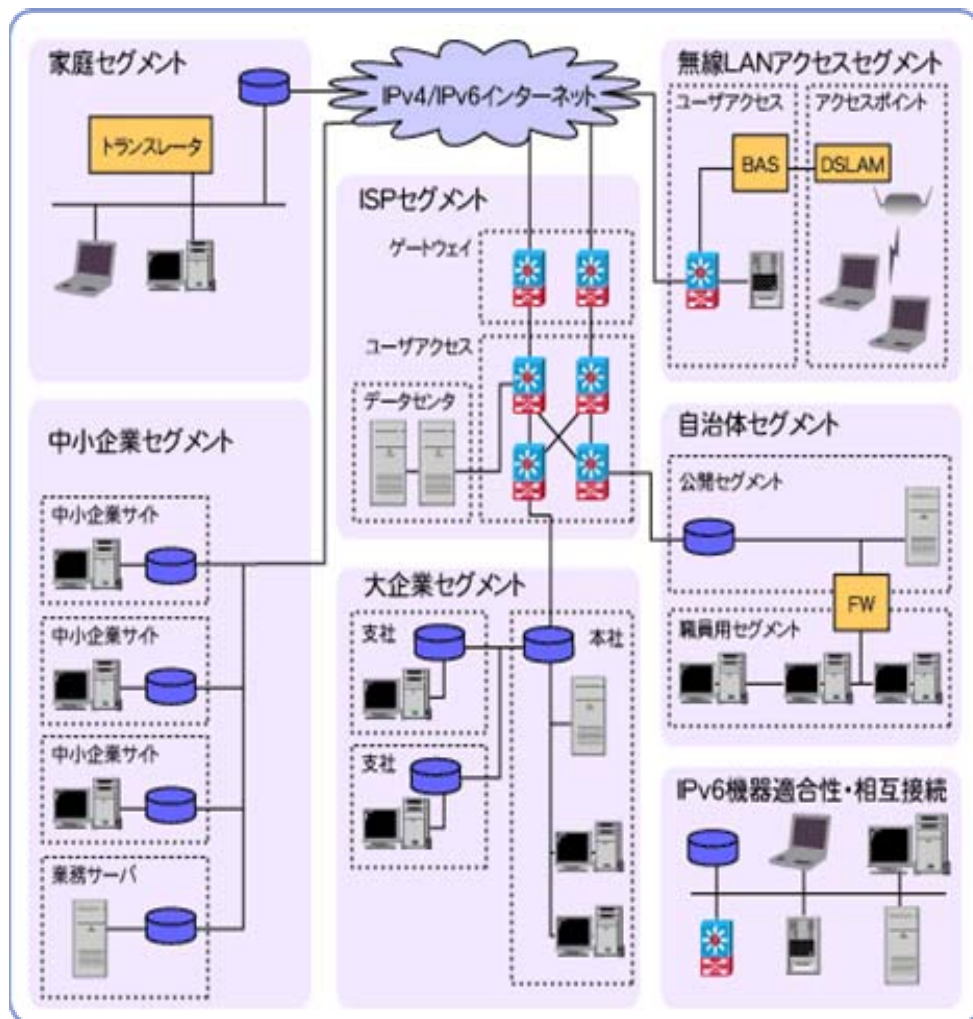 家庭セグメント
トランスレータ
IPv4/IPv6インターネット
無線LANアクセスセグメント
ユーザアクセス
アクセスポイント
BAS
DSLAM
ISPセグメント
ゲートウェイ
ユーザアクセス
データセンタ
中小企業セグメント
中小企業サイト
中小企業サイト
中小企業サイト
業務サーバ
大企業セグメント
支社
本社
支社
自治体セグメント
公開セグメント
FW
職員用セグメント
IPv6機器適合性・相互接続